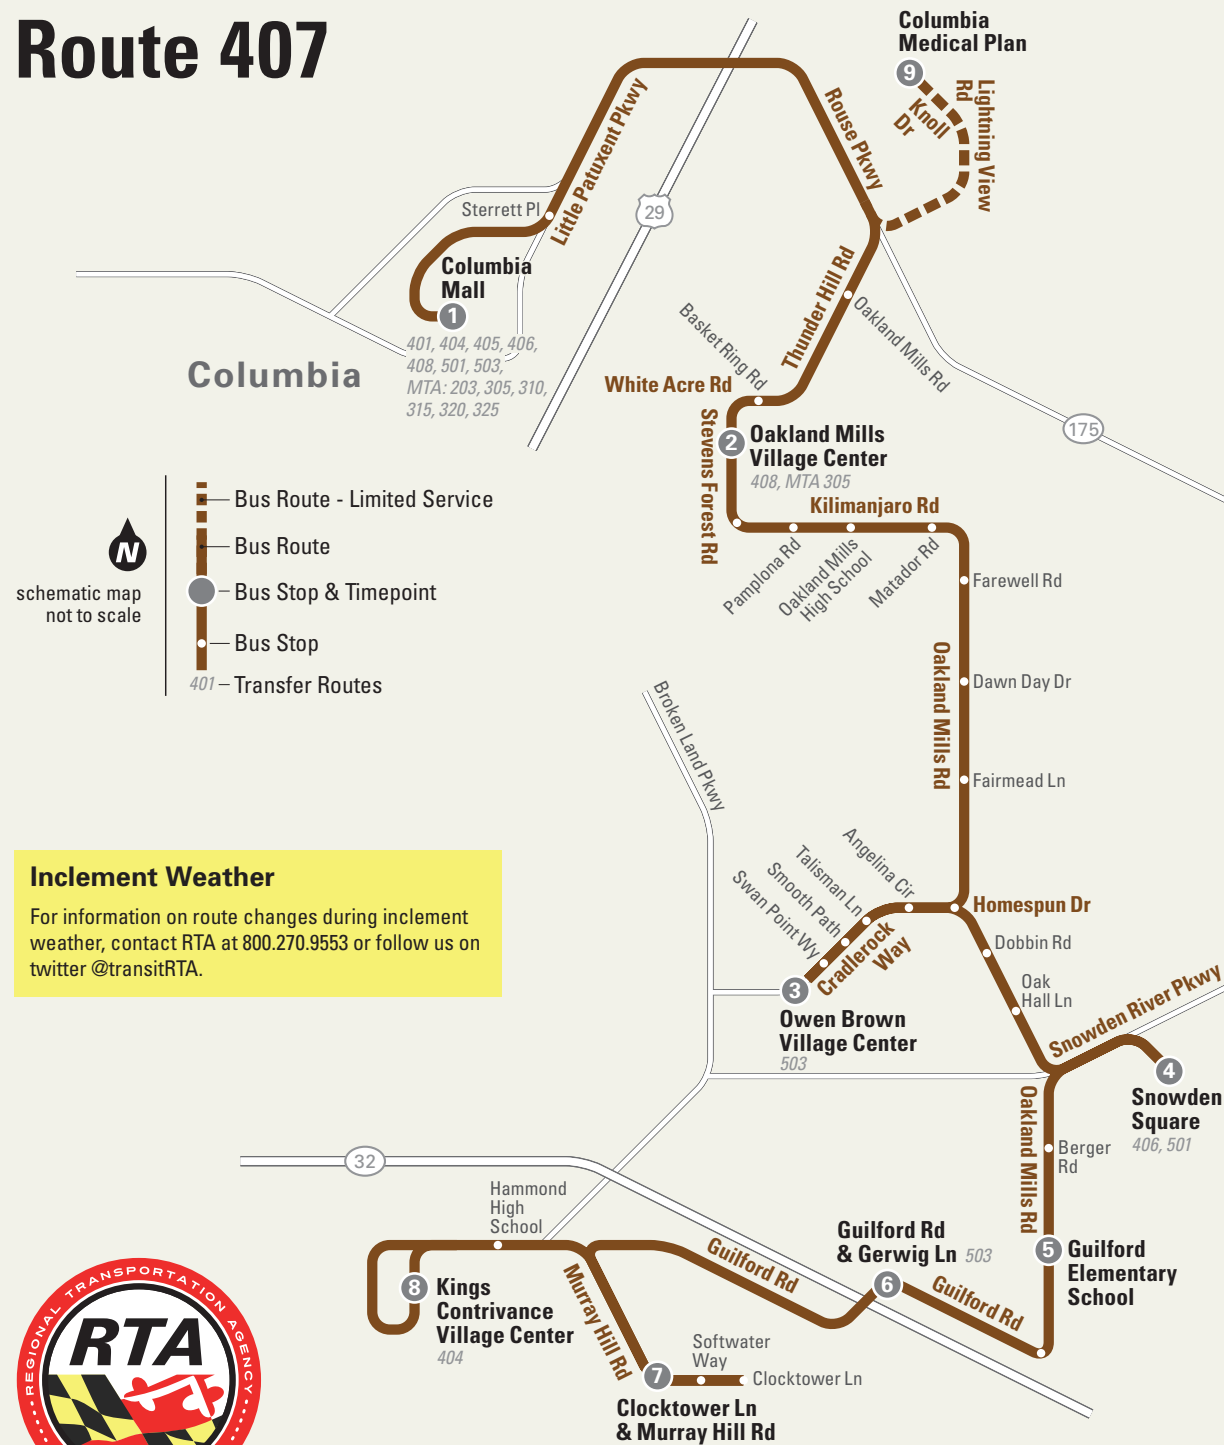 Route 407
Columbia
Medical Plan
9
Lightning View
Rd
Knoll
Dr
Rouse Pkwy
Little Patuxent Pkwy
29
Sterrett Pl
Columbia
Mall
1
401, 404, 405, 406,
408, 501, 503,
MTA: 203, 305, 310,
315, 320, 325
Columbia
Thunder Hill Rd
Oakland Mills Rd
Basket Ring Rd
White Acre Rd
175
Stevens Forest Rd
2
Oakland Mills
Village Center
408, MTA 305
Kilimanjaro Rd
Pamplona Rd
Oakland Mills
High School
Matador Rd
Bus Route - Limited Service
Bus Route
Bus Stop & Timepoint
Bus Stop
401
Transfer Routes
N
schematic map
not to scale
Farewell Rd
Oakland Mills Rd
Dawn Day Dr
Fairmead Ln
Broken Land Pkwy
Angelina Cir
Talisman Ln
Smooth Path
Swan Point Wy
Cradlerock
Way
Homespun Dr
Dobbin Rd
Oak
Hall Ln
Snowden River Pkwy
Inclement Weather
For information on route changes during inclement
weather, contact RTA at 800.270.9553 or follow us on
twitter @transitRTA.
3
Owen Brown
Village Center
503
4
Snowden
Square
406, 501
Oakland Mills Rd
Berger
Rd
32
Hammond
High
School
5
Guilford
Elementary
School
Guilford Rd
& Gerwig Ln 503
6
Guilford Rd
Guilford Rd
8
Kings
Contrivance
Village Center
404
Murray Hill Rd
Softwater
Way
Clocktower Ln
7
Clocktower Ln
& Murray Hill Rd
REGIONAL TRANSPORTATION AGENCY
RTA